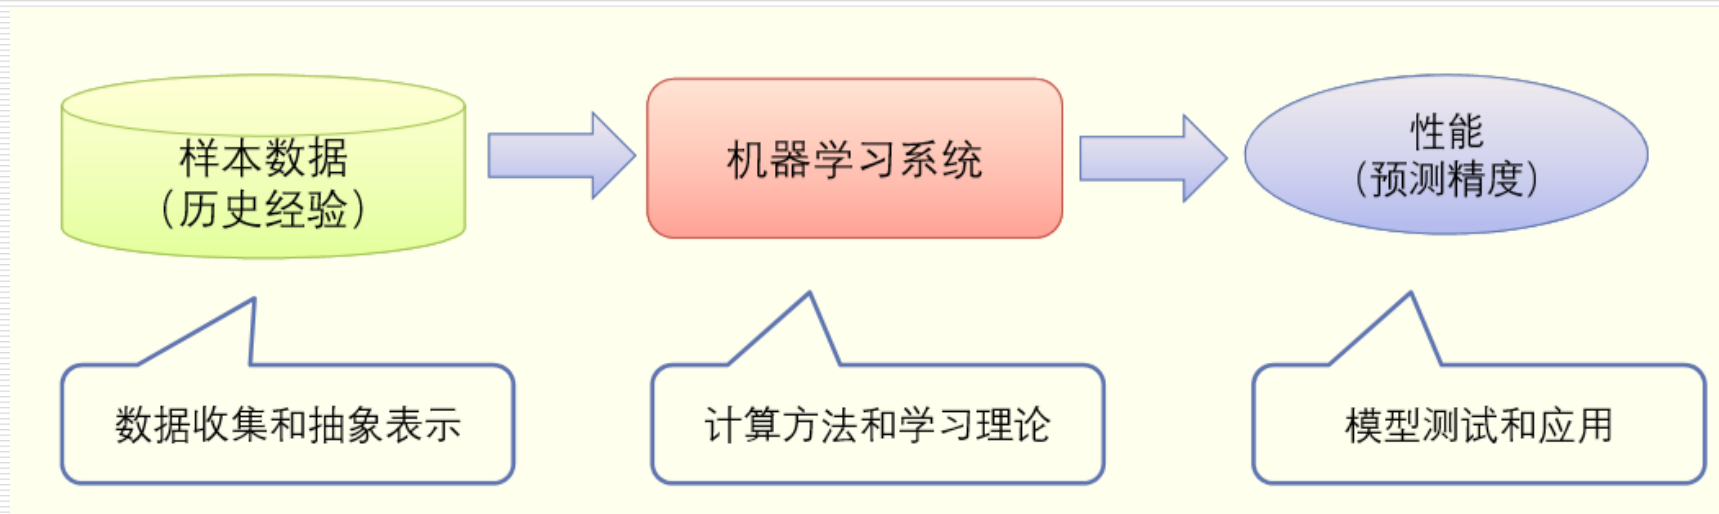 样本数据
（历史经验）
机器学习系统
性能
（预测精度）
数据收集和抽象表示
计算方法和学习理论
模型测试和应用